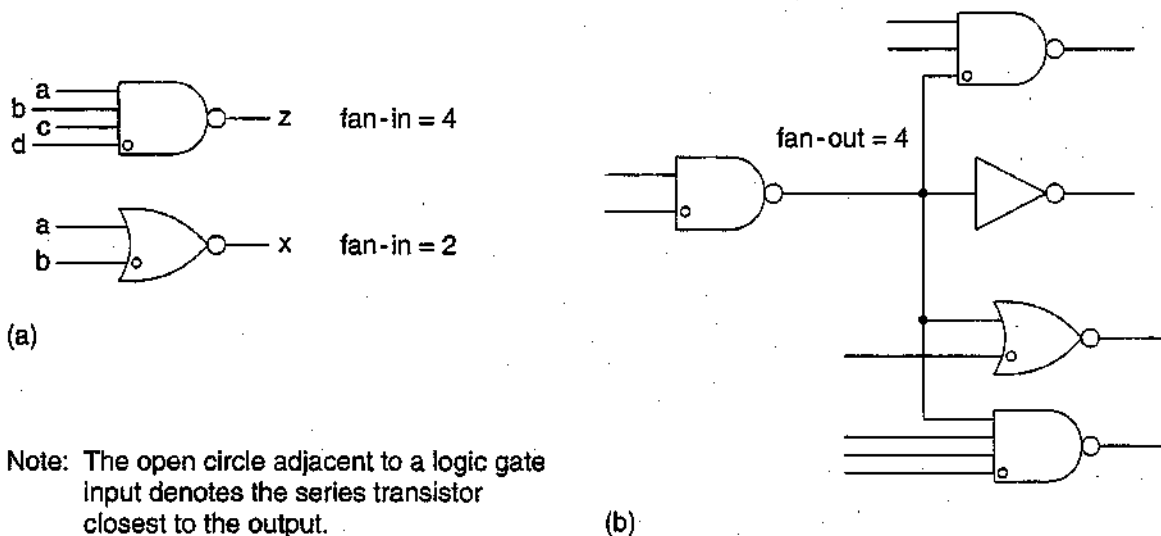 a
b
c
d
z
fan-in = 4
a
b
x
fan-in = 2
(a)
Note: The open circle adjacent to a logic gate
input denotes the series transistor
closest to the output.
fan-out = 4
(b)